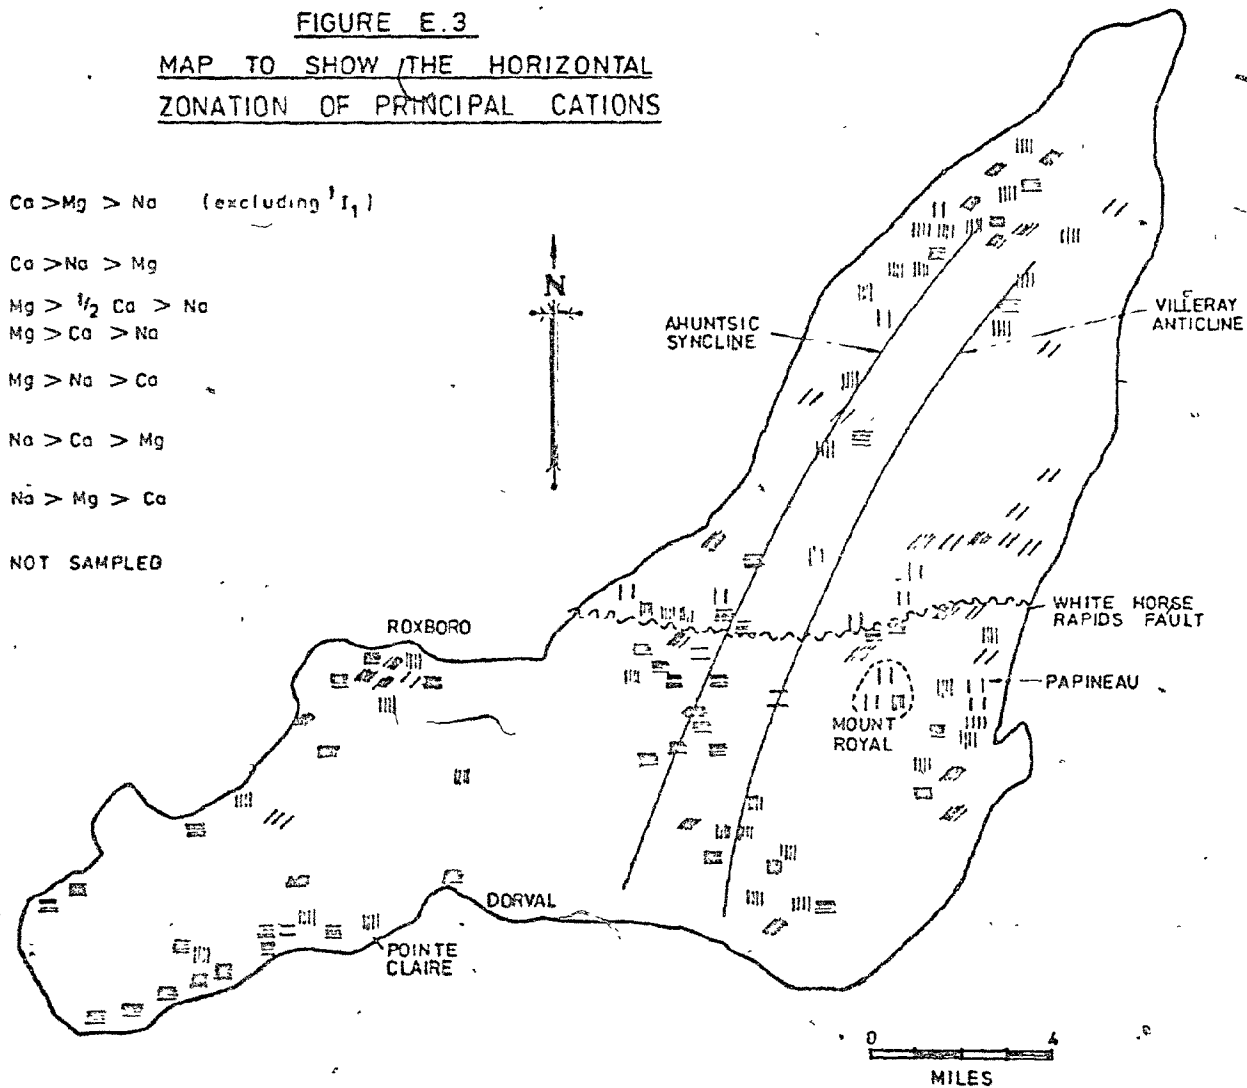 FIGURE E.3
MAP TO SHOW THE HORIZONTAL
ZONATION OF PRINCIPAL CATIONS
Ca > Mg > Na (excluding I₁)
Ca > Na > Mg
Mg > 1/2 Ca > Na
Mg > Ca > Na
Mg > Na > Ca
Na > Ca > Mg
Na > Mg > Ca
NOT SAMPLED
N
AHUNTSIC
SYNCLINE
VILLERAY
ANTICLINE
WHITE HORSE
RAPIDS FAULT
ROXBORO
PAPINEAU
MOUNT
ROYAL
DORVAL
POINTE
CLAIRE
0 4
MILES